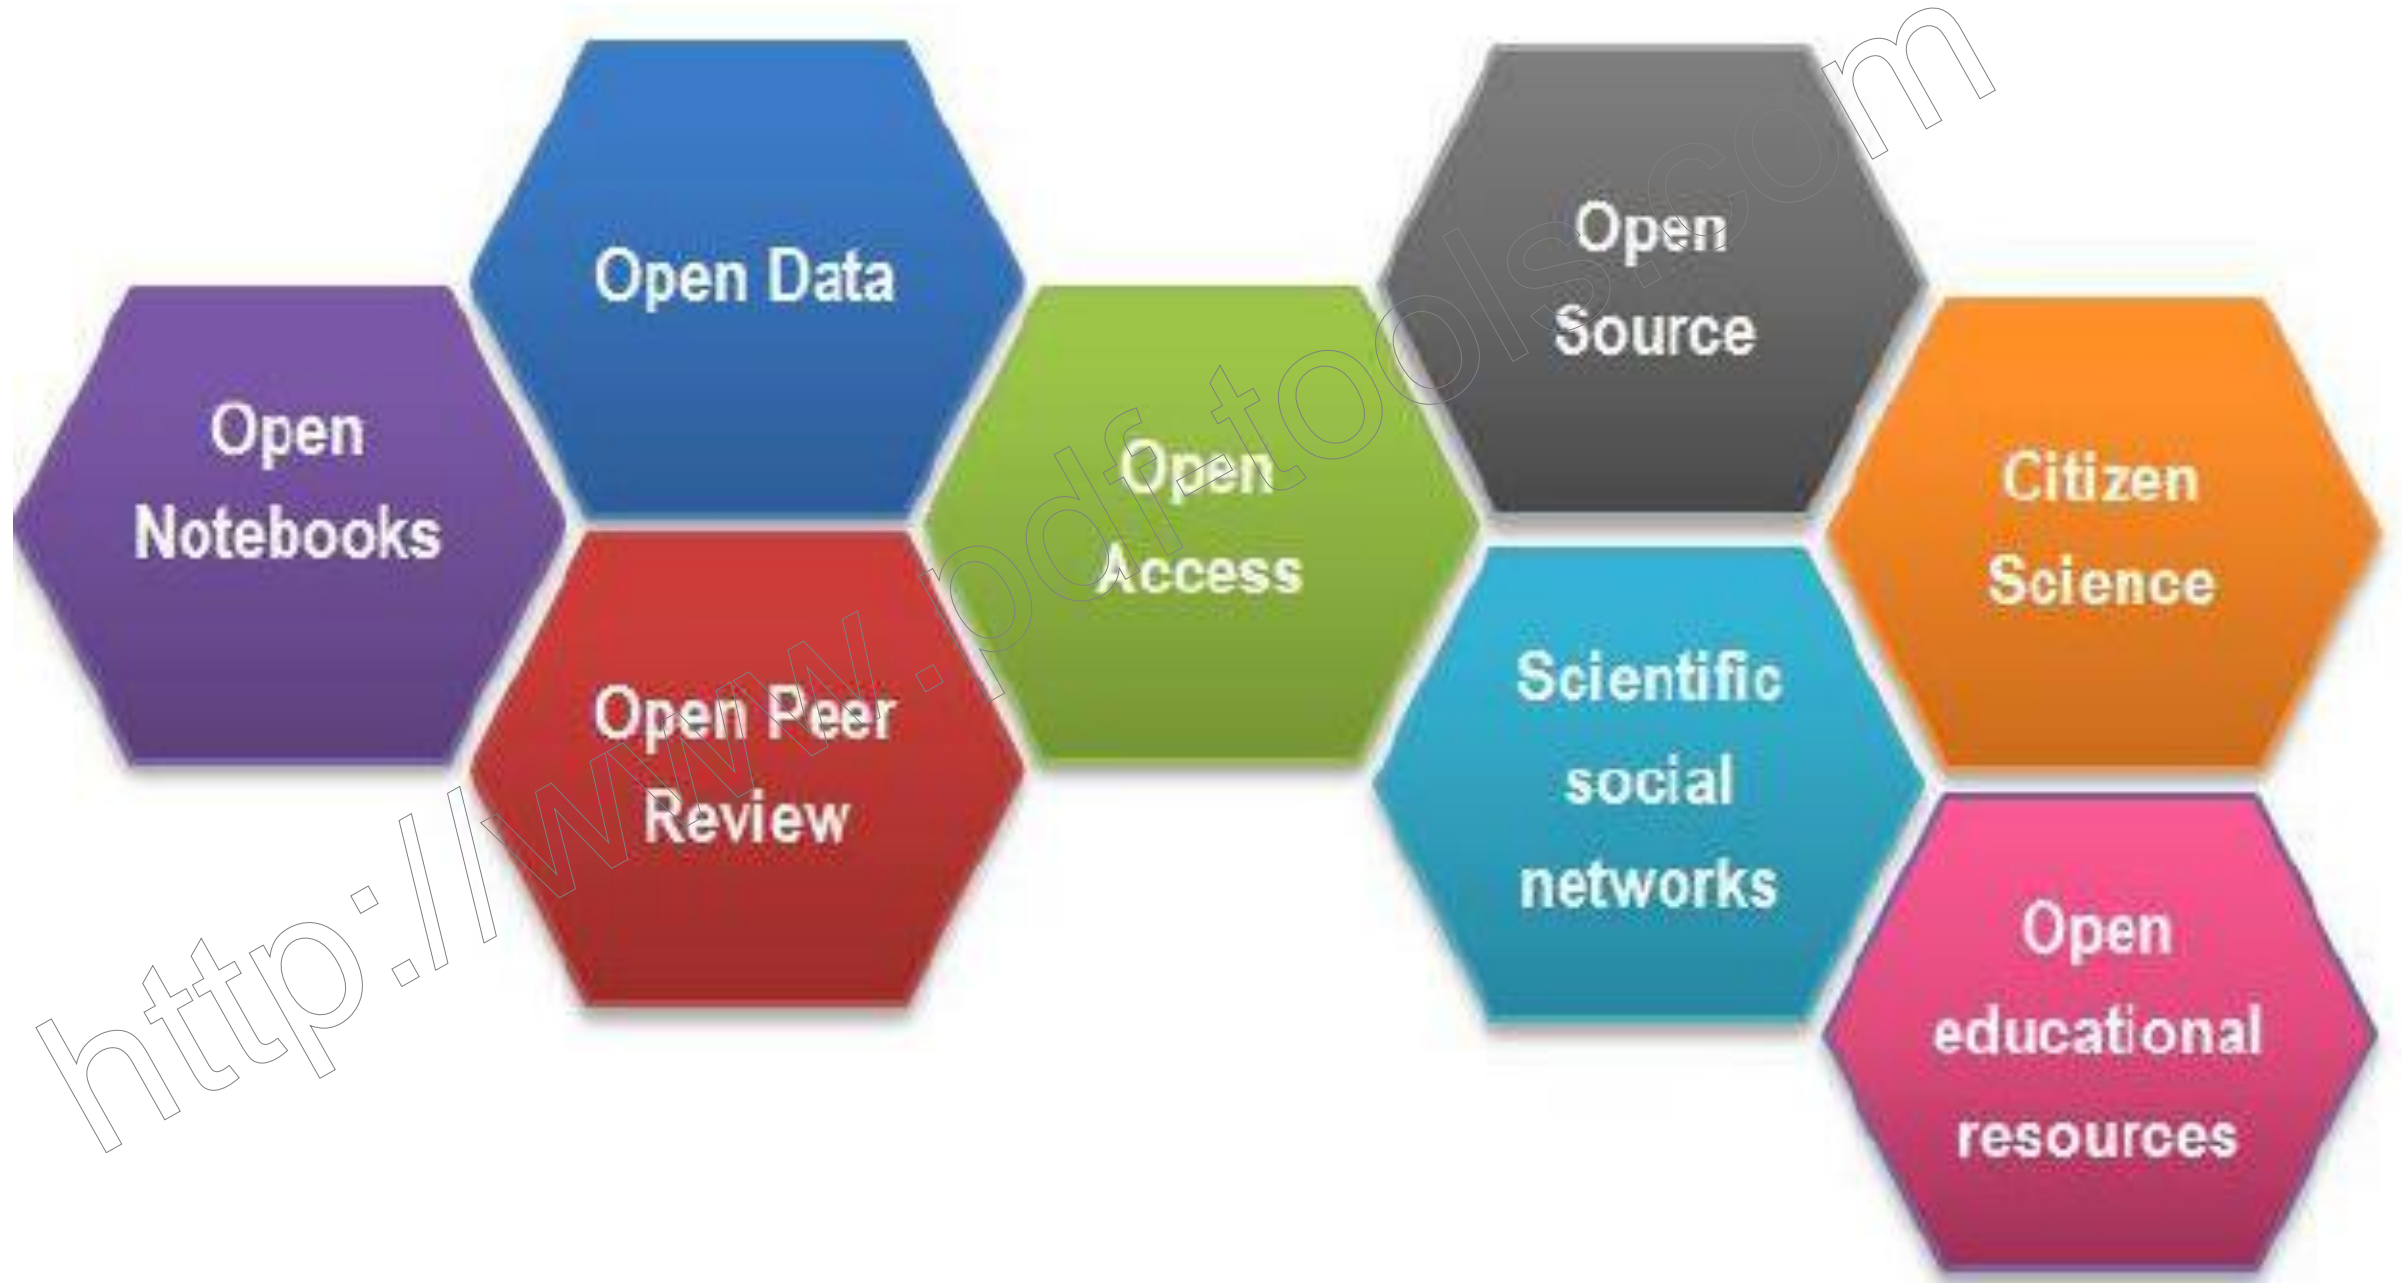 Open
Notebooks
Open Data
Open Peer
Review
Open
Access
Open
Source
Scientific
social
networks
Citizen
Science
Open
educational
resources
http://www.pdf-tools.com